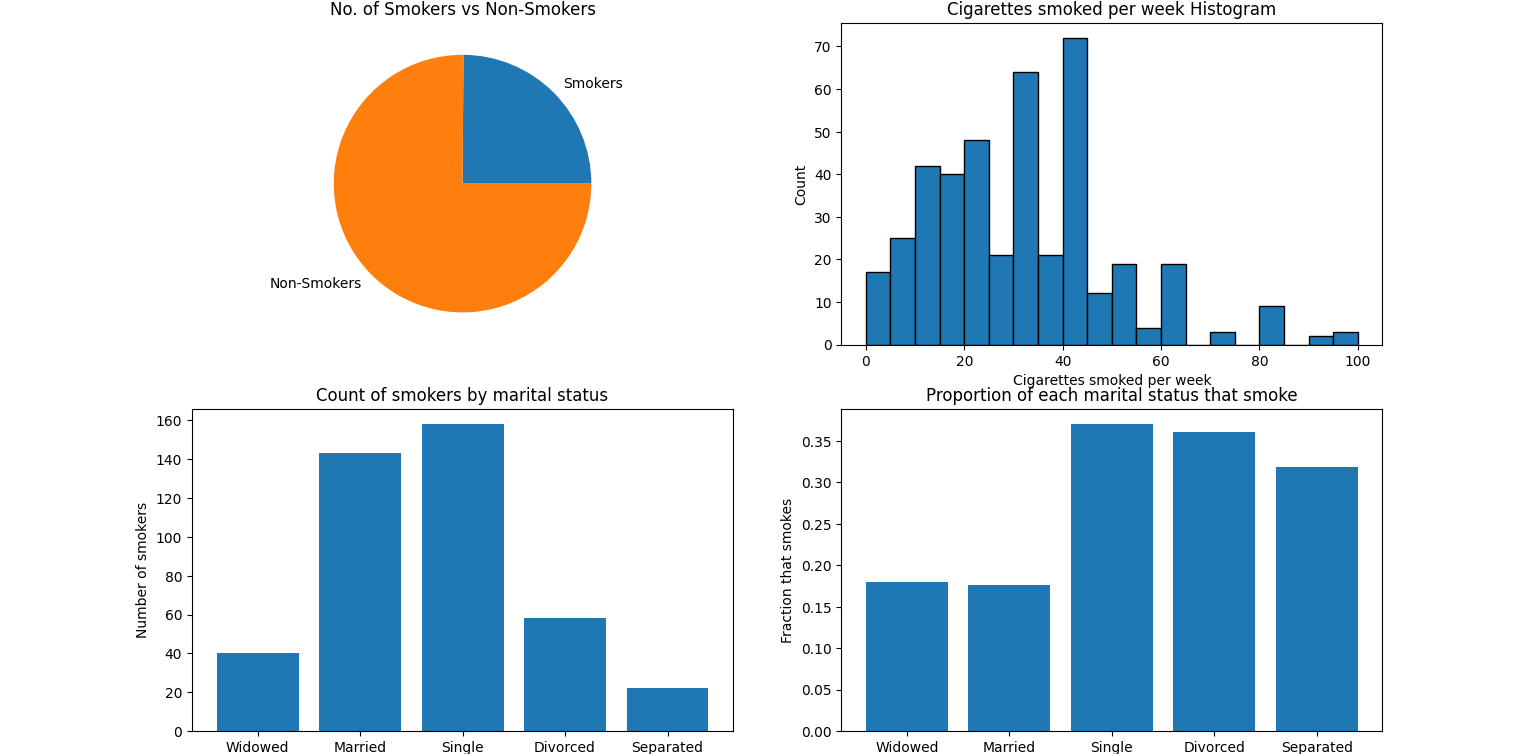 No. of Smokers vs Non-Smokers
Smokers
Non-Smokers
Cigarettes smoked per week Histogram
Count
70
60
50
40
30
20
10
0
0 20 40 60 80 100
Cigarettes smoked per week
Count of smokers by marital status
Number of smokers
160
140
120
100
80
60
40
20
0
Widowed Married Single Divorced Separated
Proportion of each marital status that smoke
Fraction that smokes
0.35
0.30
0.25
0.20
0.15
0.10
0.05
0.00
Widowed Married Single Divorced Separated